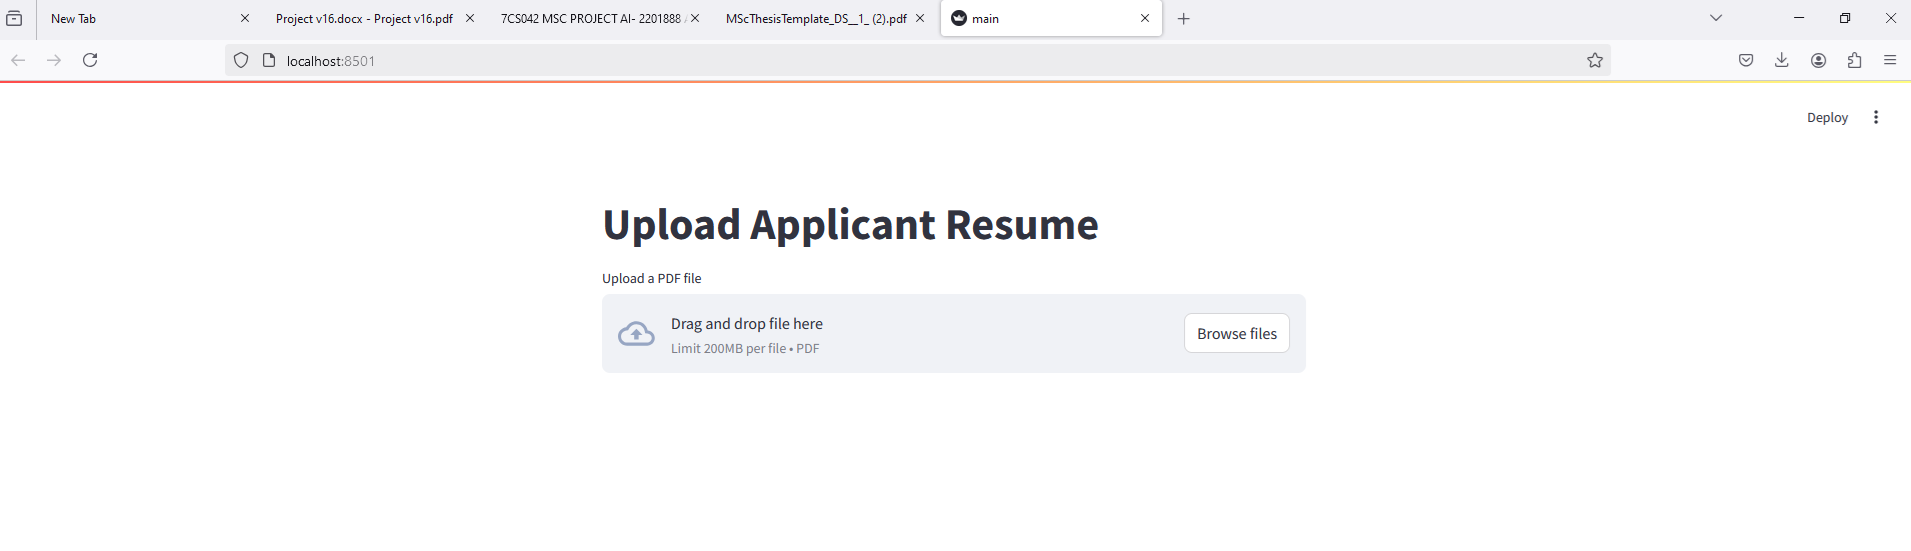 New Tab
Project v16.docx - Project v16.pdf
7CS042 MSC PROJECT AI- 2201888
MScThesisTemplate_DS__1_ (2).pdf
main
localhost:8501
Deploy
Upload Applicant Resume
Upload a PDF file
Drag and drop file here
Limit 200MB per file • PDF
Browse files